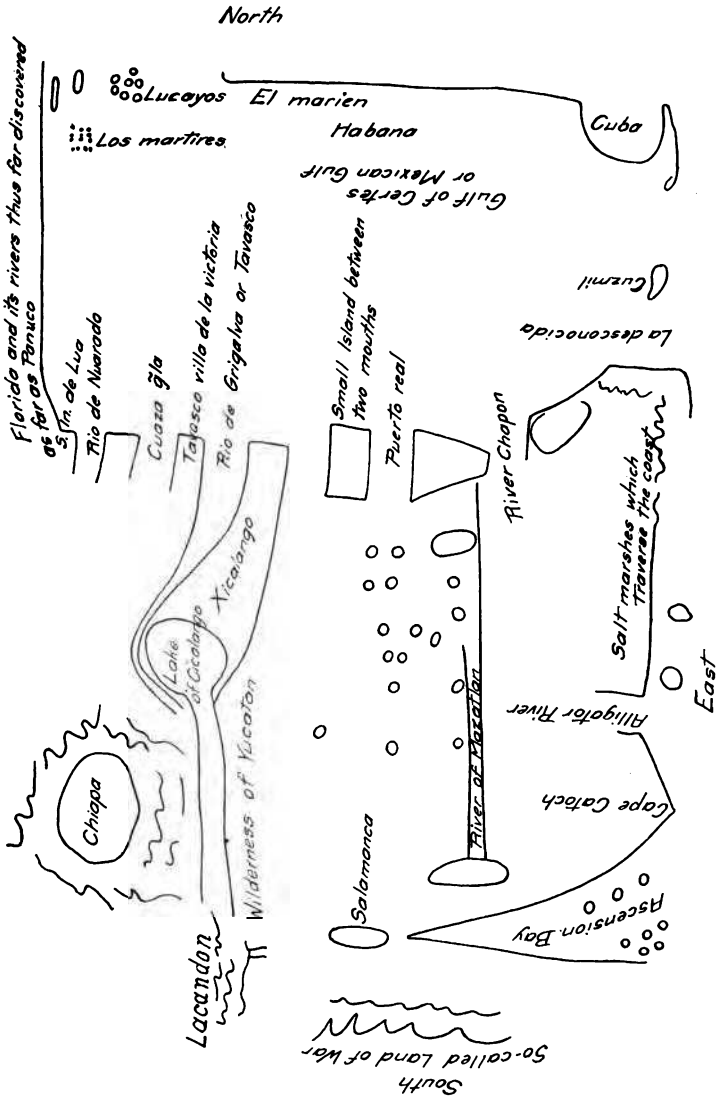 North
Florida and its rivers thus far discovered
as far as Panuco
S. In. de Lua
Rio de Nuarado
Lucayos
El marien
Los martires
Habana
Cuba
Gulf of Certes
or Mexican Gulf
Cuaza g̃la
Tavasco villa de la victoria
Rio de Grigalva or Tavasco
Small Island between
two mouths
Puerto real
Cuzmil
La desconocida
River Chapon
Xicalango
Lake
of Cicalango
Salt marshes which
traverse the coast
East
Chiapa
Wilderness of Yucatan
River of Mazatlan
Alligator River
Cape Catoch
Lacandon
Salamanca
Ascension Bay
South
So-called Land of War